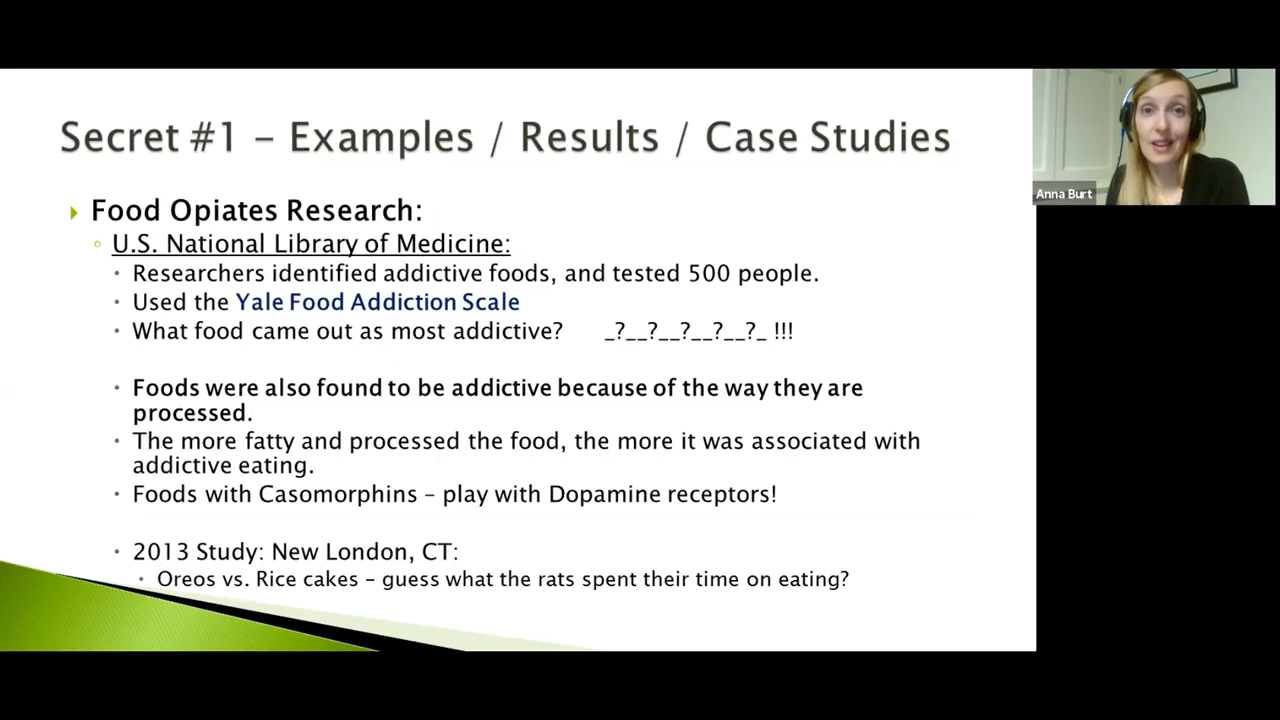 Secret #1 – Examples / Results / Case Studies
Anna Burt
Food Opiates Research:
U.S. National Library of Medicine:
Researchers identified addictive foods, and tested 500 people.
Used the Yale Food Addiction Scale
What food came out as most addictive? _?__?__?__?__?_ !!!
Foods were also found to be addictive because of the way they are
processed.
The more fatty and processed the food, the more it was associated with
addictive eating.
Foods with Casomorphins – play with Dopamine receptors!
2013 Study: New London, CT:
Oreos vs. Rice cakes – guess what the rats spent their time on eating?